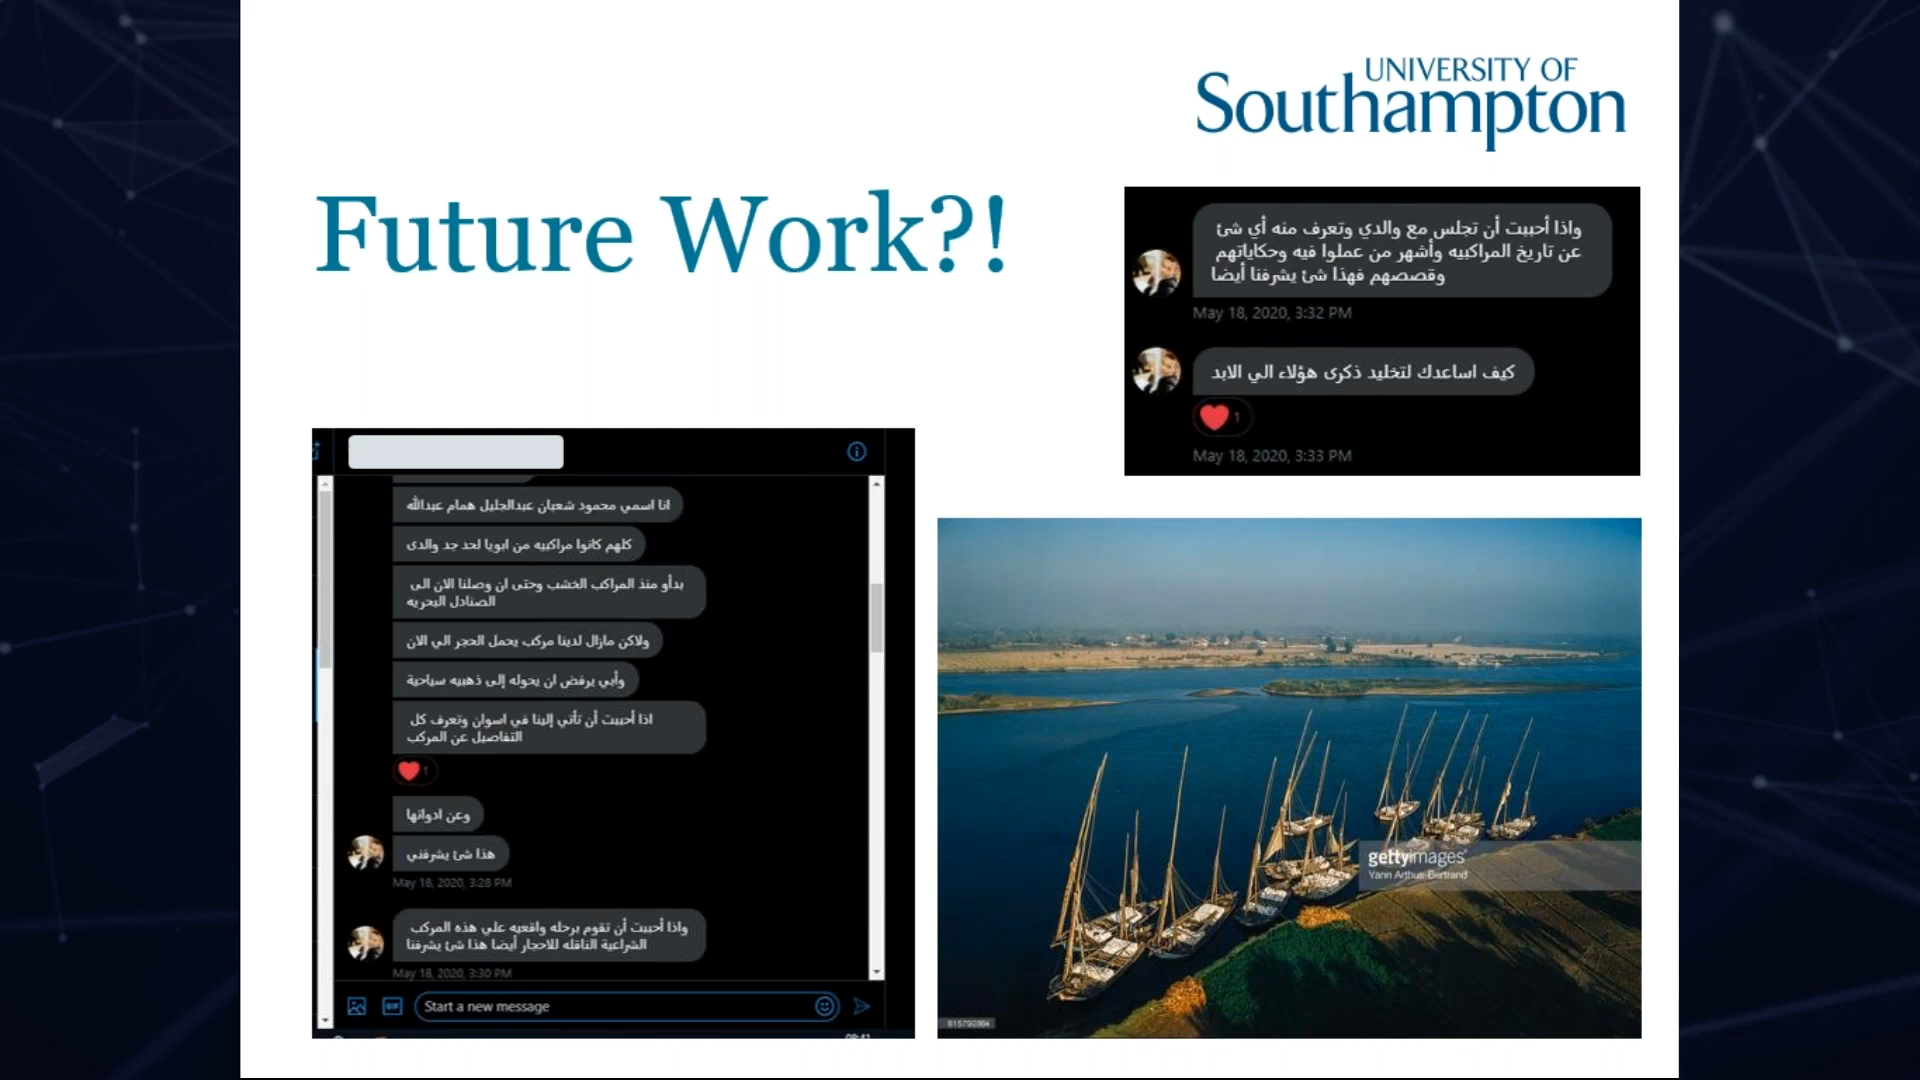 UNIVERSITY OF
Southampton
Future Work?!
واذا أحببت أن تجلس مع والدي وتعرف منه أي شئ
عن تاريخ المراكبيه وأشهر من عملوا فيه وحكاياتهم
وقصصهم فهذا شئ يشرفنا أيضا
May 18, 2020, 3:32 PM
كيف اساعدك لتخليد ذكرى هؤلاء الي الابد
1
May 18, 2020, 3:33 PM
انا اسمي محمود شعبان عبدالجليل همام عبدالله
كلهم كانوا مراكبيه من ابويا لحد جد والدى
بدأو منذ المراكب الخشب وحتى ان وصلنا الان الى
الصنادل البحريه
ولاكن مازال لدينا مركب يحمل الحجر الي الان
وأبي يرفض ان يحوله إلى ذهبيه سياحية
اذا أحببت أن تأتي إلينا في اسوان وتعرف كل
التفاصيل عن المركب
1
وعن ادواتها
هذا شئ يشرفني
May 18, 2020, 3:28 PM
واذا أحببت أن تقوم برحله واقعيه علي هذه المركب
الشراعية الناقله للاحجار أيضا هذا شئ يشرفنا
May 18, 2020, 3:30 PM
GIF
Start a new message
gettyimages
Yann Arthus-Bertrand